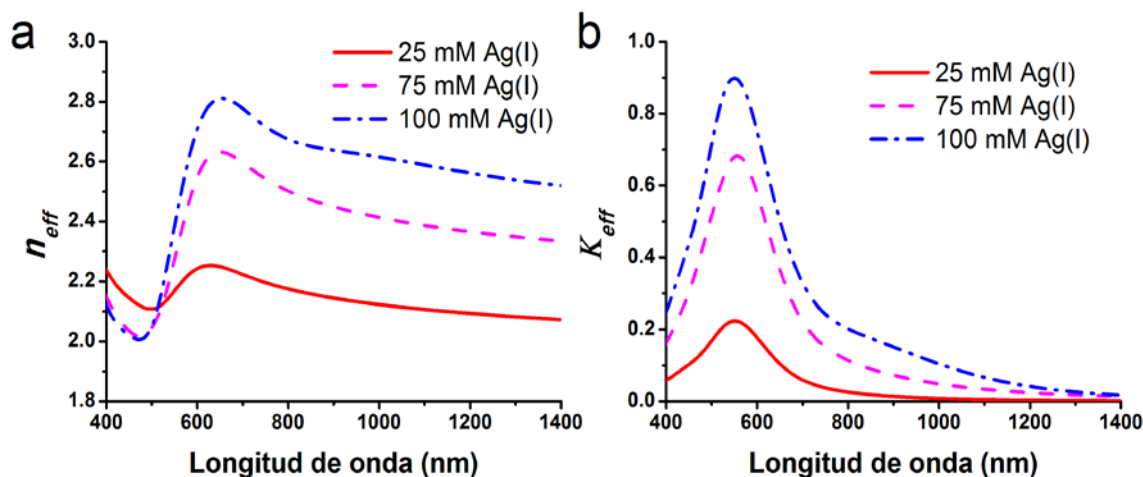 a
3.0
2.8
2.6
2.4
2.2
2.0
1.8
n eff
25 mM Ag(I)
75 mM Ag(I)
100 mM Ag(I)
400 600 800 1000 1200 1400
Longitud de onda (nm)
b
1.0
0.8
0.6
0.4
0.2
0.0
K eff
25 mM Ag(I)
75 mM Ag(I)
100 mM Ag(I)
400 600 800 1000 1200 1400
Longitud de onda (nm)